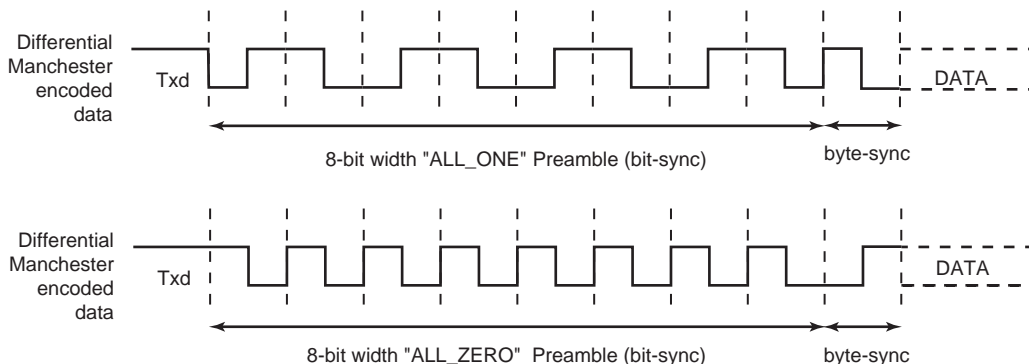 Differential
Manchester
encoded
data
Txd
DATA
8-bit width "ALL_ONE" Preamble (bit-sync)
byte-sync
Differential
Manchester
encoded
data
Txd
DATA
8-bit width "ALL_ZERO" Preamble (bit-sync)
byte-sync